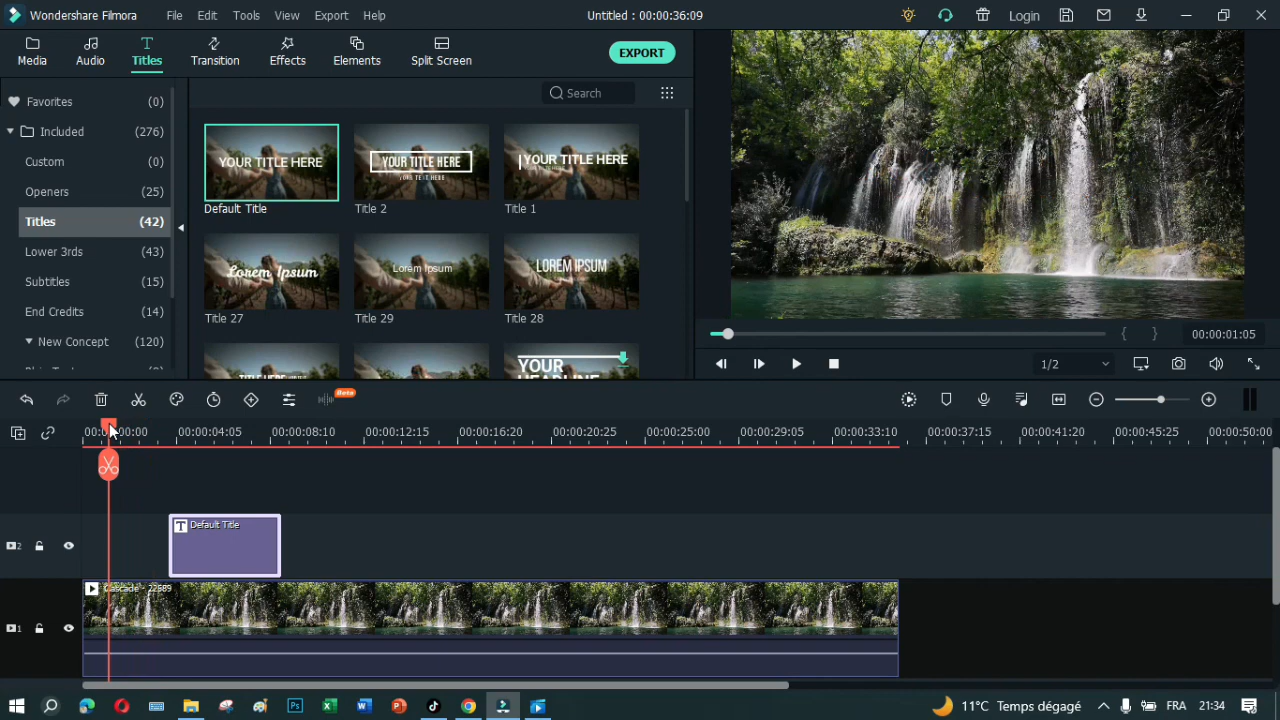 Wondershare Filmora
File
Edit
Tools
View
Export
Help
Untitled : 00:00:36:09
Login
Media
Audio
Titles
Transition
Effects
Elements
Split Screen
EXPORT
Search
Favorites (0)
Included (276)
Custom (0)
Openers (25)
Titles (42)
Lower 3rds (43)
Subtitles (15)
End Credits (14)
New Concept (120)
YOUR TITLE HERE
Default Title
YOUR TITLE HERE
YOUR TEXT HERE
Title 2
YOUR TITLE HERE
Title 1
Lorem Ipsum
Title 27
Lorem Ipsum
Title 29
LOREM IPSUM
Title 28
YOUR
00:00:01:05
1/2
Beta
00:00:04:05
00:00:08:10
00:00:12:15
00:00:16:20
00:00:20:25
00:00:25:00
00:00:29:05
00:00:33:10
00:00:37:15
00:00:41:20
00:00:45:25
00:00:50:00
2
T Default Title
1
Cascade - 22589
11°C Temps dégagé
FRA
21:34